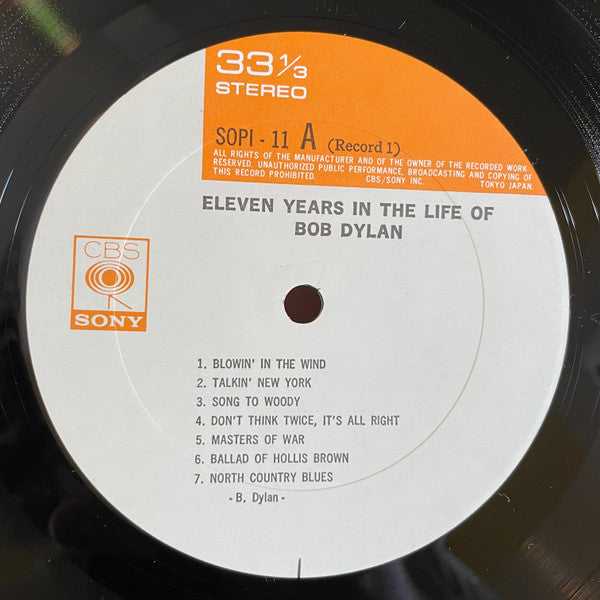 33 1/3
STEREO
SOPI - 11 A (Record 1)
ALL RIGHTS OF THE MANUFACTURER AND OF THE OWNER OF THE RECORDED WORK
RESERVED. UNAUTHORIZED PUBLIC PERFORMANCE, BROADCASTING AND COPYING OF
THIS RECORD PROHIBITED. CBS/SONY INC. TOKYO JAPAN.
ELEVEN YEARS IN THE LIFE OF
BOB DYLAN
CBS
SONY
1. BLOWIN' IN THE WIND
2. TALKIN' NEW YORK
3. SONG TO WOODY
4. DON'T THINK TWICE, IT'S ALL RIGHT
5. MASTERS OF WAR
6. BALLAD OF HOLLIS BROWN
7. NORTH COUNTRY BLUES
- B. Dylan -